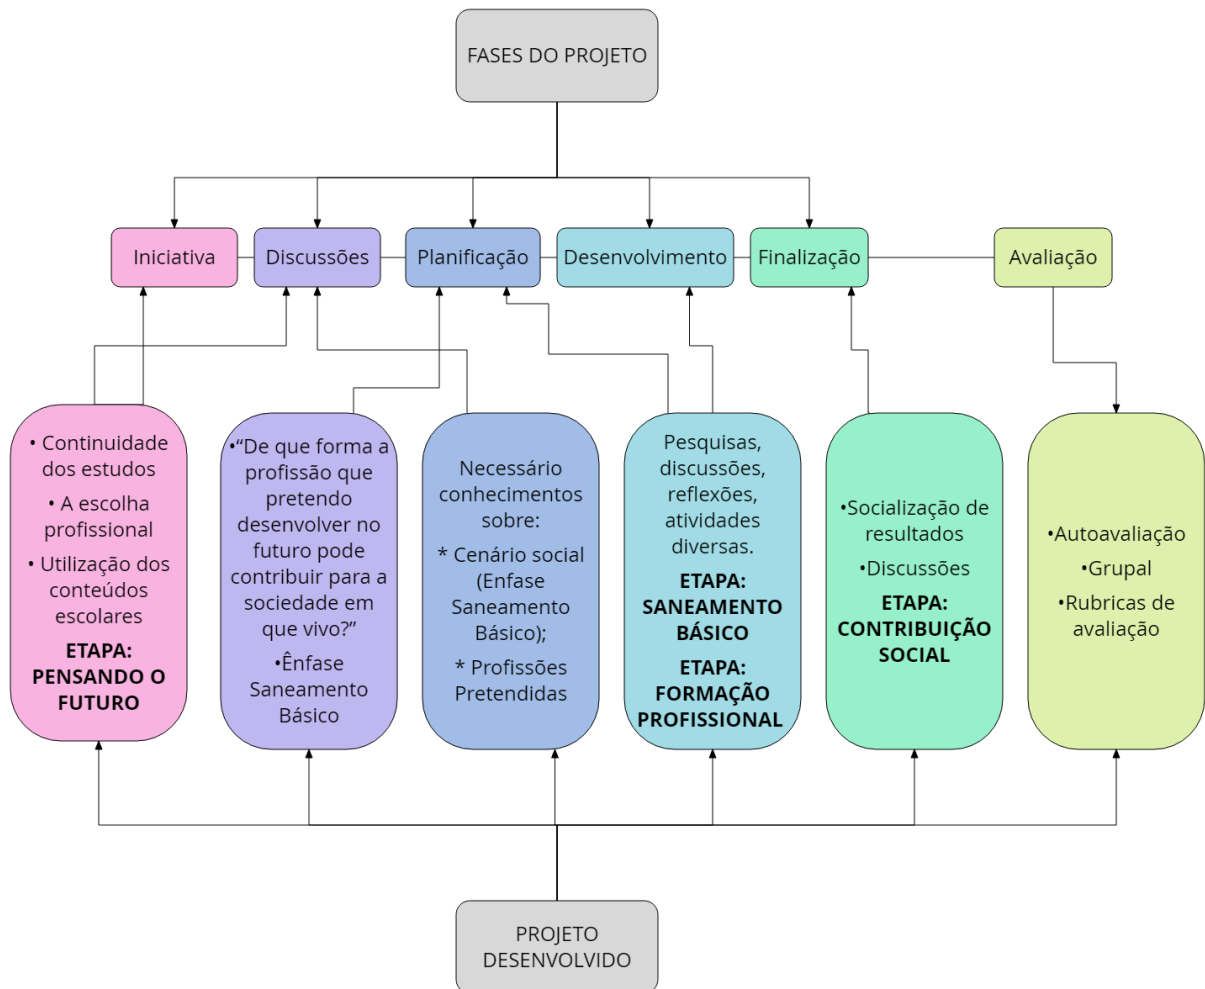 FASES DO PROJETO
Iniciativa
Discussões
Planificação
Desenvolvimento
Finalização
Avaliação
• Continuidade
dos estudos
• A escolha
profissional
• Utilização dos
conteúdos
escolares
ETAPA:
PENSANDO O
FUTURO
•“De que forma a
profissão que
pretendo
desenvolver no
futuro pode
contribuir para a
sociedade em
que vivo?”
•Ênfase
Saneamento
Básico
Necessário
conhecimentos
sobre:
* Cenário social
(Enfase
Saneamento
Básico);
* Profissões
Pretendidas
Pesquisas,
discussões,
reflexões,
atividades
diversas.
ETAPA:
SANEAMENTO
BÁSICO
ETAPA:
FORMAÇÃO
PROFISSIONAL
•Socialização de
resultados
•Discussões
ETAPA:
CONTRIBUIÇÃO
SOCIAL
•Autoavaliação
•Grupal
•Rubricas de
avaliação
PROJETO
DESENVOLVIDO